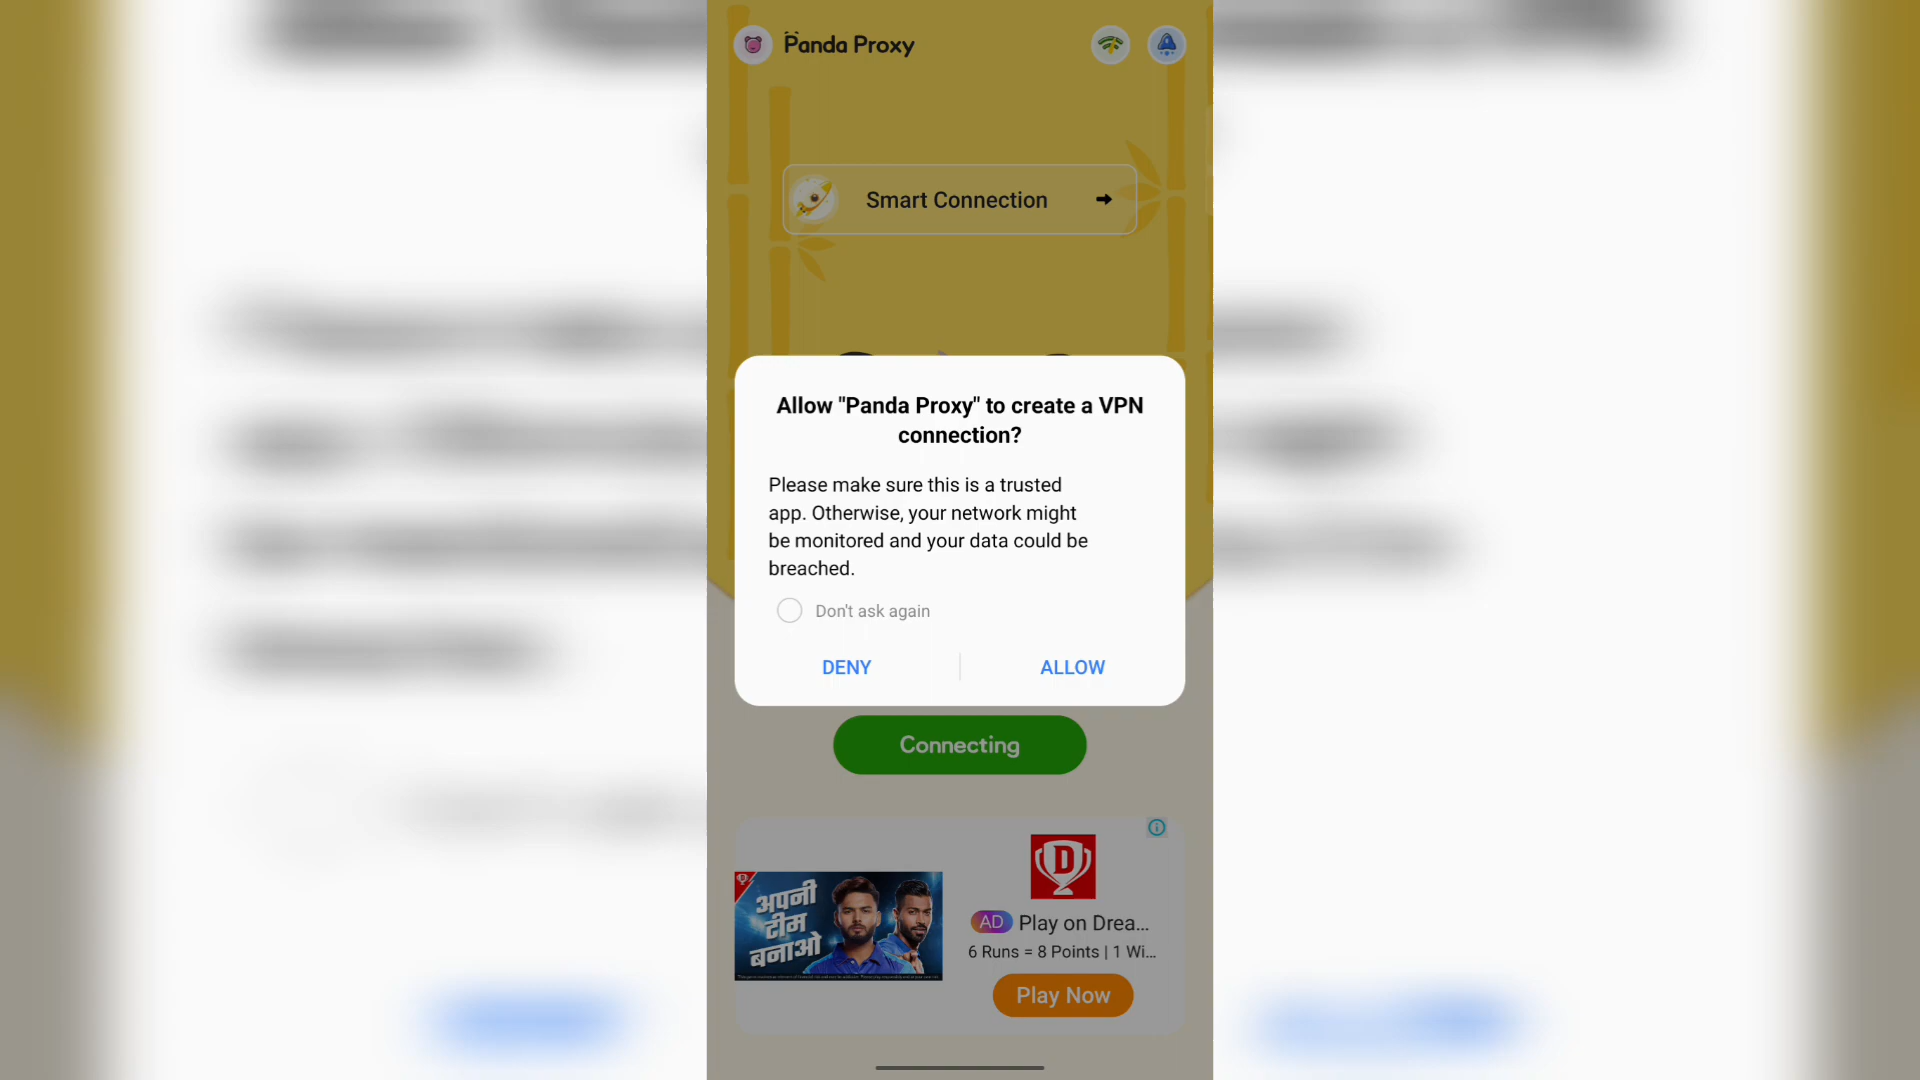 Panda Proxy
Smart Connection
Allow "Panda Proxy" to create a VPN
connection?
Please make sure this is a trusted
app. Otherwise, your network might
be monitored and your data could be
breached.
Don't ask again
DENY
ALLOW
Connecting
अपनी
टीम
बनाओ
D
AD Play on Drea...
6 Runs = 8 Points | 1 Wi...
Play Now